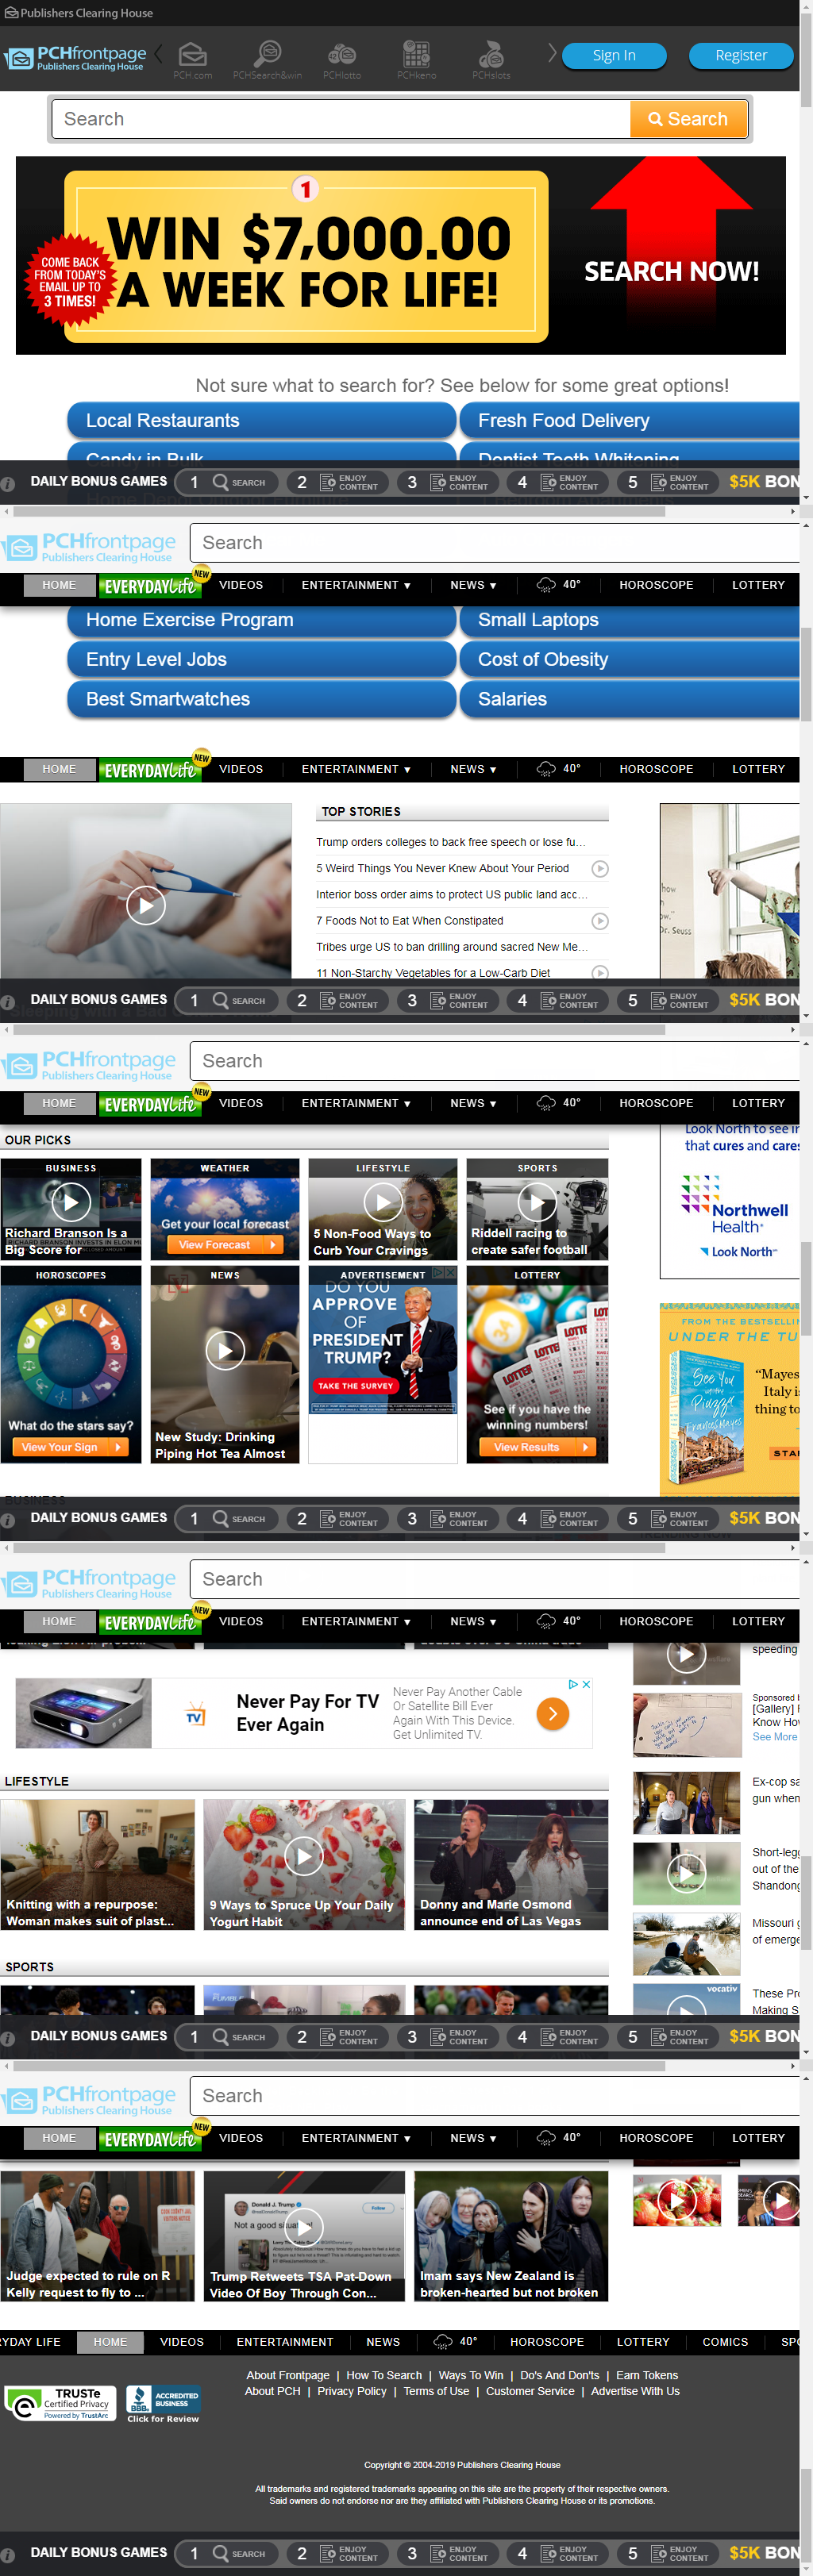 Publishers Clearing House
PCHfrontpage
Publishers Clearing House
PCH.com
PCHSearch&win
PCHlotto
PCHkeno
PCHslots
Sign In
Register
Search
Search
1
WIN $7,000.00
A WEEK FOR LIFE!
COME BACK
FROM TODAY'S
EMAIL UP TO
3 TIMES!
SEARCH NOW!
Not sure what to search for? See below for some great options!
Local Restaurants
Fresh Food Delivery
Candy in Bulk
Dentist Teeth Whitening
DAILY BONUS GAMES 1 SEARCH 2 ENJOY CONTENT 3 ENJOY CONTENT 4 ENJOY CONTENT 5 ENJOY CONTENT $5K BON
PCHfrontpage
Publishers Clearing House
Search
HOME EVERYDAY Life NEW VIDEOS ENTERTAINMENT ▼ NEWS ▼ 40° HOROSCOPE LOTTERY
Home Exercise Program
Small Laptops
Entry Level Jobs
Cost of Obesity
Best Smartwatches
Salaries
HOME EVERYDAY Life NEW VIDEOS ENTERTAINMENT ▼ NEWS ▼ 40° HOROSCOPE LOTTERY
TOP STORIES
Trump orders colleges to back free speech or lose fu...
5 Weird Things You Never Knew About Your Period
Interior boss order aims to protect US public land acc...
7 Foods Not to Eat When Constipated
Tribes urge US to ban drilling around sacred New Me...
11 Non-Starchy Vegetables for a Low-Carb Diet
how
ow."
Dr. Seuss
DAILY BONUS GAMES 1 SEARCH 2 ENJOY CONTENT 3 ENJOY CONTENT 4 ENJOY CONTENT 5 ENJOY CONTENT $5K BON
PCHfrontpage
Publishers Clearing House
Search
HOME EVERYDAY Life NEW VIDEOS ENTERTAINMENT ▼ NEWS ▼ 40° HOROSCOPE LOTTERY
OUR PICKS
BUSINESS
Richard Branson Is a
Big Score for
WEATHER
Get your local forecast
View Forecast
LIFESTYLE
5 Non-Food Ways to
Curb Your Cravings
SPORTS
Riddell racing to
create safer football
Look North to see in
that cures and cares
Northwell
Health
Look North
HOROSCOPES
What do the stars say?
View Your Sign
NEWS
New Study: Drinking
Piping Hot Tea Almost
ADVERTISEMENT
DO YOU
APPROVE
OF
PRESIDENT
TRUMP?
TAKE THE SURVEY
LOTTERY
See if you have the
winning numbers!
View Results
FROM THE BESTSELLIN
UNDER THE TU
See You
in the
Piazza
Frances Mayes
"Mayes
Italy is
thing to
STAR
BUSINESS
DAILY BONUS GAMES 1 SEARCH 2 ENJOY CONTENT 3 ENJOY CONTENT 4 ENJOY CONTENT 5 ENJOY CONTENT $5K BON
PCHfrontpage
Publishers Clearing House
Search
HOME EVERYDAY Life NEW VIDEOS ENTERTAINMENT ▼ NEWS ▼ 40° HOROSCOPE LOTTERY
speeding
TV
Never Pay For TV
Ever Again
Never Pay Another Cable
Or Satellite Bill Ever
Again With This Device.
Get Unlimited TV.
Sponsored
[Gallery]
Know How
See More
LIFESTYLE
Knitting with a repurpose:
Woman makes suit of plast...
9 Ways to Spruce Up Your Daily
Yogurt Habit
Donny and Marie Osmond
announce end of Las Vegas
Ex-cop sa
gun when
Short-legg
out of the
Shandong
Missouri g
of emerge
These Pro
Making S
vocativ
SPORTS
DAILY BONUS GAMES 1 SEARCH 2 ENJOY CONTENT 3 ENJOY CONTENT 4 ENJOY CONTENT 5 ENJOY CONTENT $5K BON
PCHfrontpage
Publishers Clearing House
Search
HOME EVERYDAY Life NEW VIDEOS ENTERTAINMENT ▼ NEWS ▼ 40° HOROSCOPE LOTTERY
Judge expected to rule on R
Kelly request to fly to ...
Donald J. Trump
Follow
Not a good situation!
Trump Retweets TSA Pat-Down
Video Of Boy Through Con...
Imam says New Zealand is
broken-hearted but not broken
RYDAY LIFE HOME VIDEOS ENTERTAINMENT NEWS 40° HOROSCOPE LOTTERY COMICS SPO
About Frontpage | How To Search | Ways To Win | Do's And Don'ts | Earn Tokens
About PCH | Privacy Policy | Terms of Use | Customer Service | Advertise With Us
TRUSTe
Certified Privacy
Powered by TrustArc
BBB
ACCREDITED
BUSINESS
Click for Review
Copyright © 2004-2019 Publishers Clearing House
All trademarks and registered trademarks appearing on this site are the property of their respective owners.
Said owners do not endorse nor are they affiliated with Publishers Clearing House or its promotions.
DAILY BONUS GAMES 1 SEARCH 2 ENJOY CONTENT 3 ENJOY CONTENT 4 ENJOY CONTENT 5 ENJOY CONTENT $5K BON